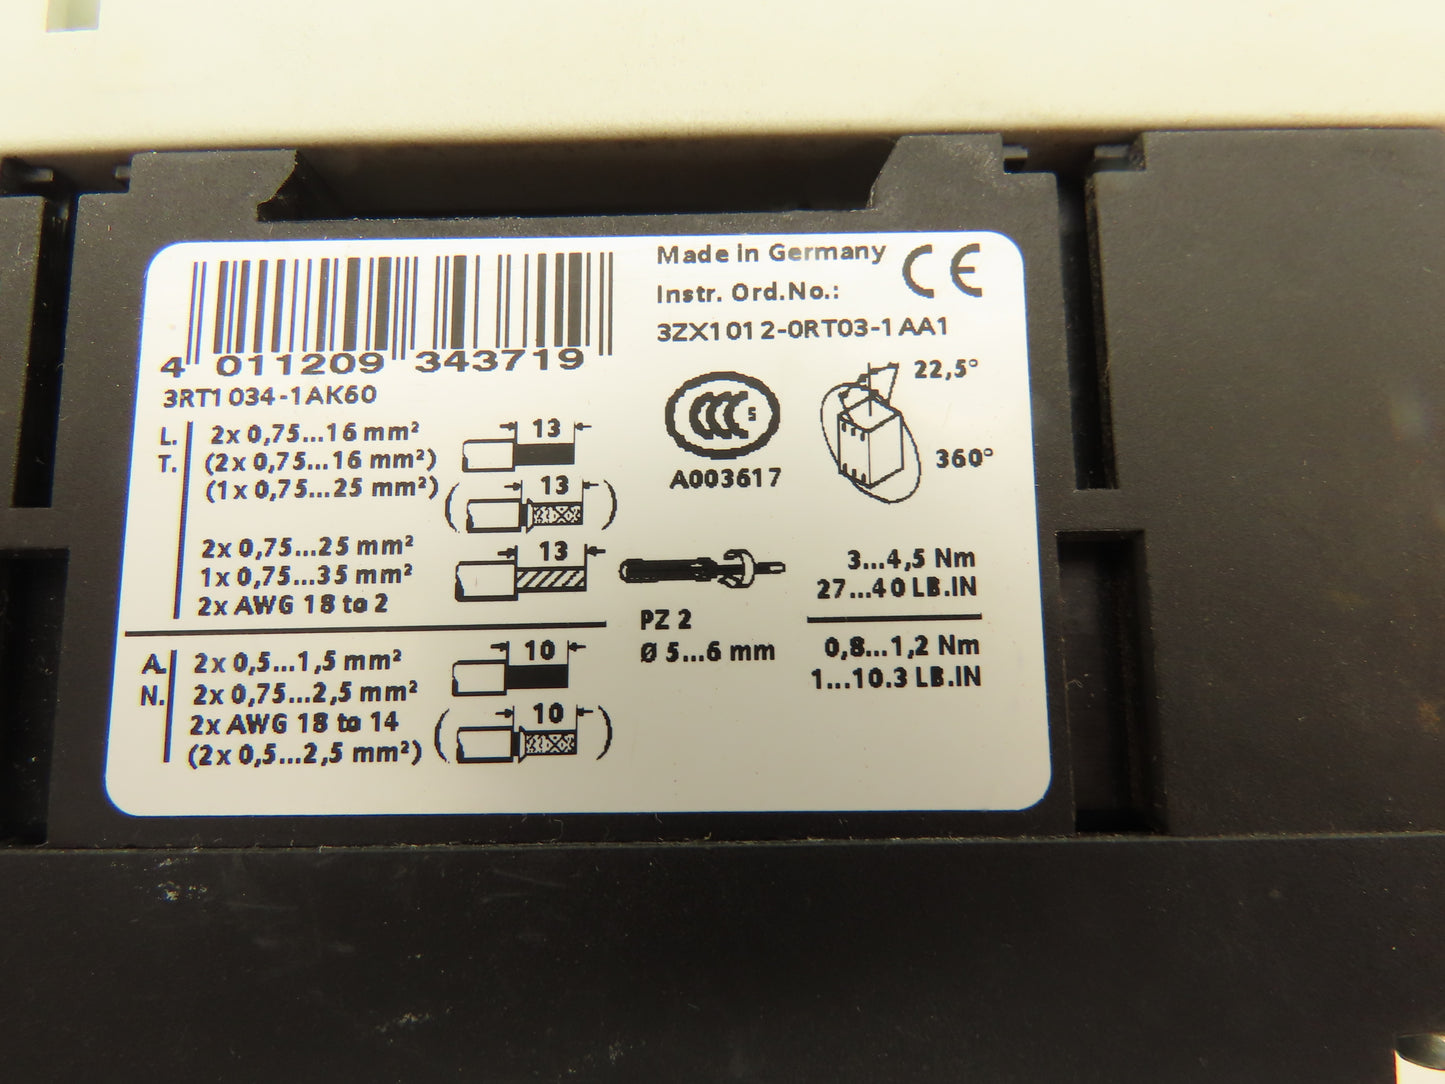 4 011209 343719
3RT1034-1AK60
Made in Germany
CE
Instr. Ord.No.:
3ZX1012-0RT03-1AA1
L. 2x 0,75...16 mm²
T. (2x 0,75...16 mm²)
(1x 0,75...25 mm²)
13
13
2x 0,75...25 mm²
1x 0,75...35 mm²
2x AWG 18 to 2
13
A. 2x 0,5...1,5 mm²
N. 2x 0,75...2,5 mm²
2x AWG 18 to 14
(2x 0,5...2,5 mm²)
10
10
CCC S
A003617
22,5°
360°
PZ 2
Ø 5...6 mm
3...4,5 Nm
27...40 LB.IN
0,8...1,2 Nm
1...10.3 LB.IN